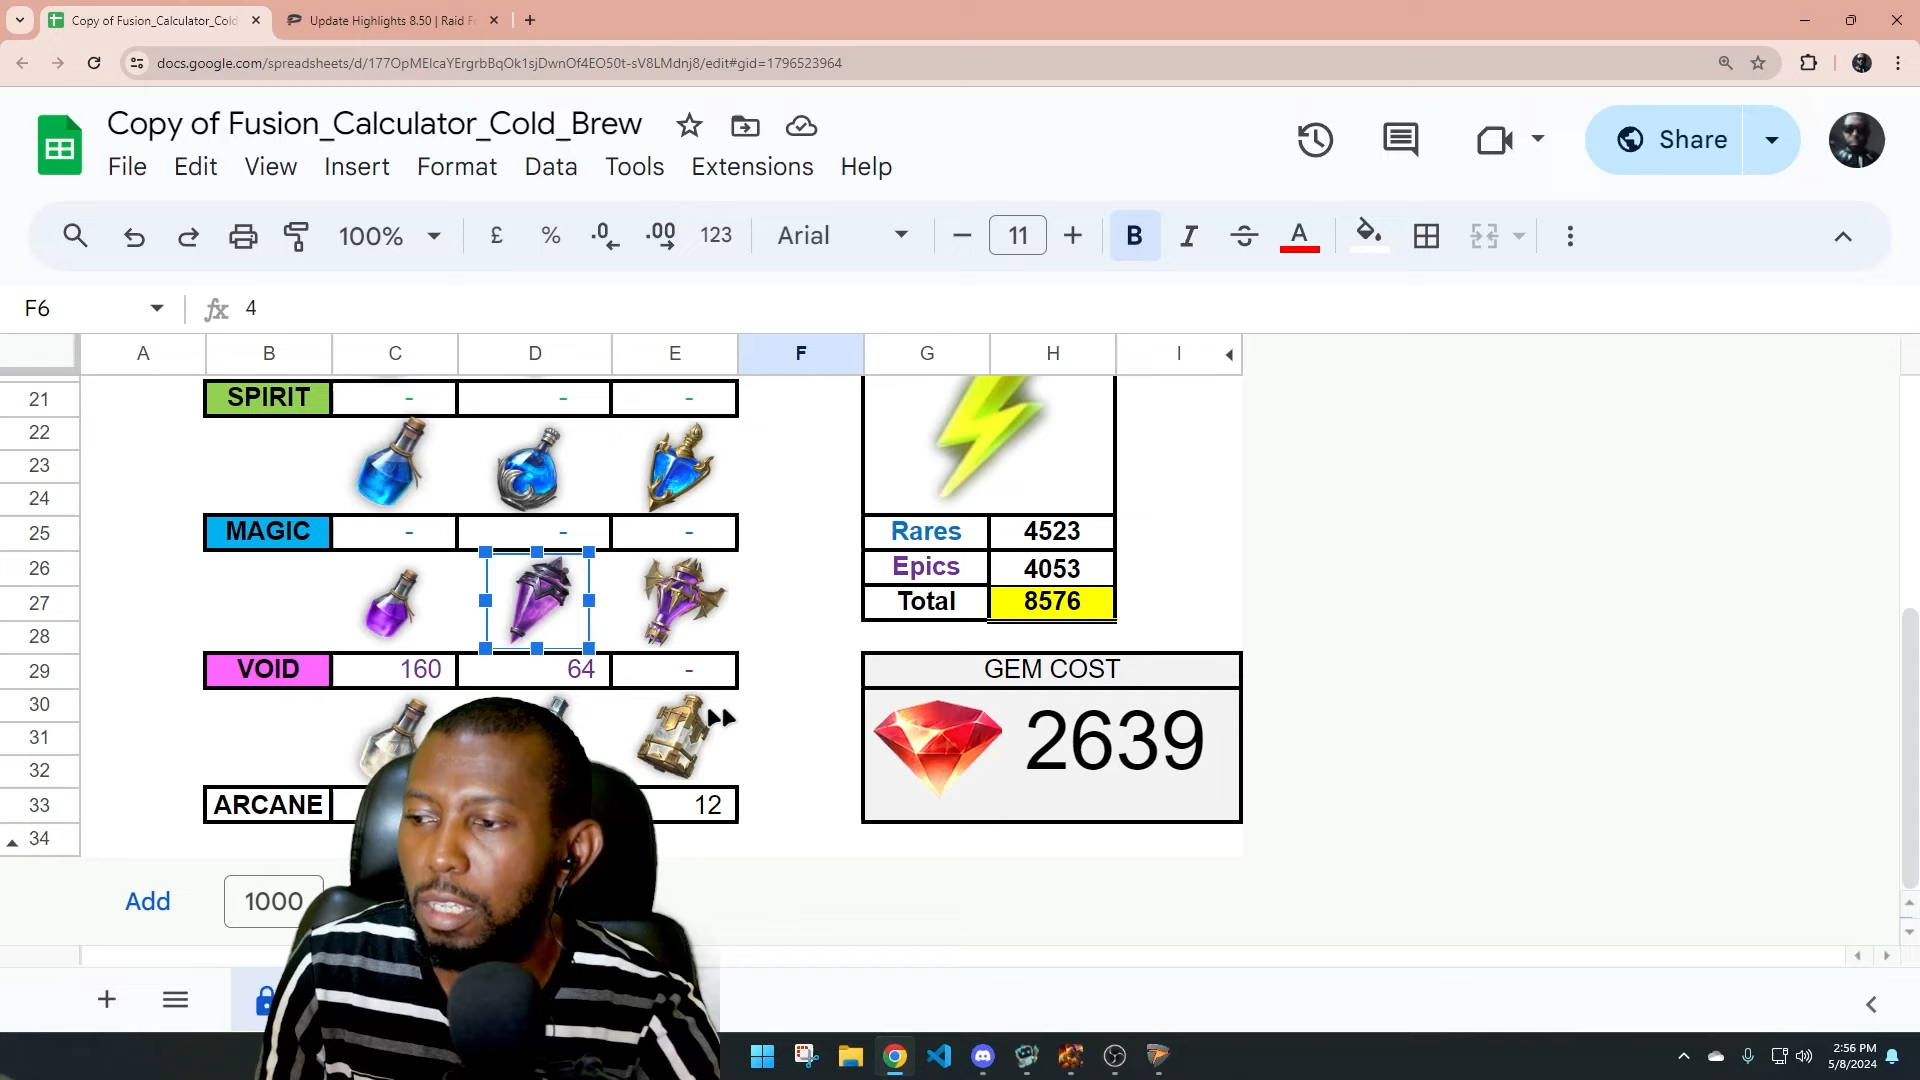 Copy of Fusion_Calculator_Cold
Update Highlights 8.50 | Raid F
docs.google.com/spreadsheets/d/177OpMElcaYErgrbBqOk1sjDwnOf4EO50t-sV8LMdnj8/edit#gid=1796523964
Copy of Fusion_Calculator_Cold_Brew
File Edit View Insert Format Data Tools Extensions Help
Share
100% £ % .0 .00 123 Arial 11 B I S A
F6 fx 4
A B C D E F G H I
21 SPIRIT - - -
22
23
24
25 MAGIC - - - Rares 4523
26 Epics 4053
27 Total 8576
28
29 VOID 160 64 - GEM COST
30
31 2639
32
33 ARCANE 12
34
Add 1000
2:56 PM
5/8/2024